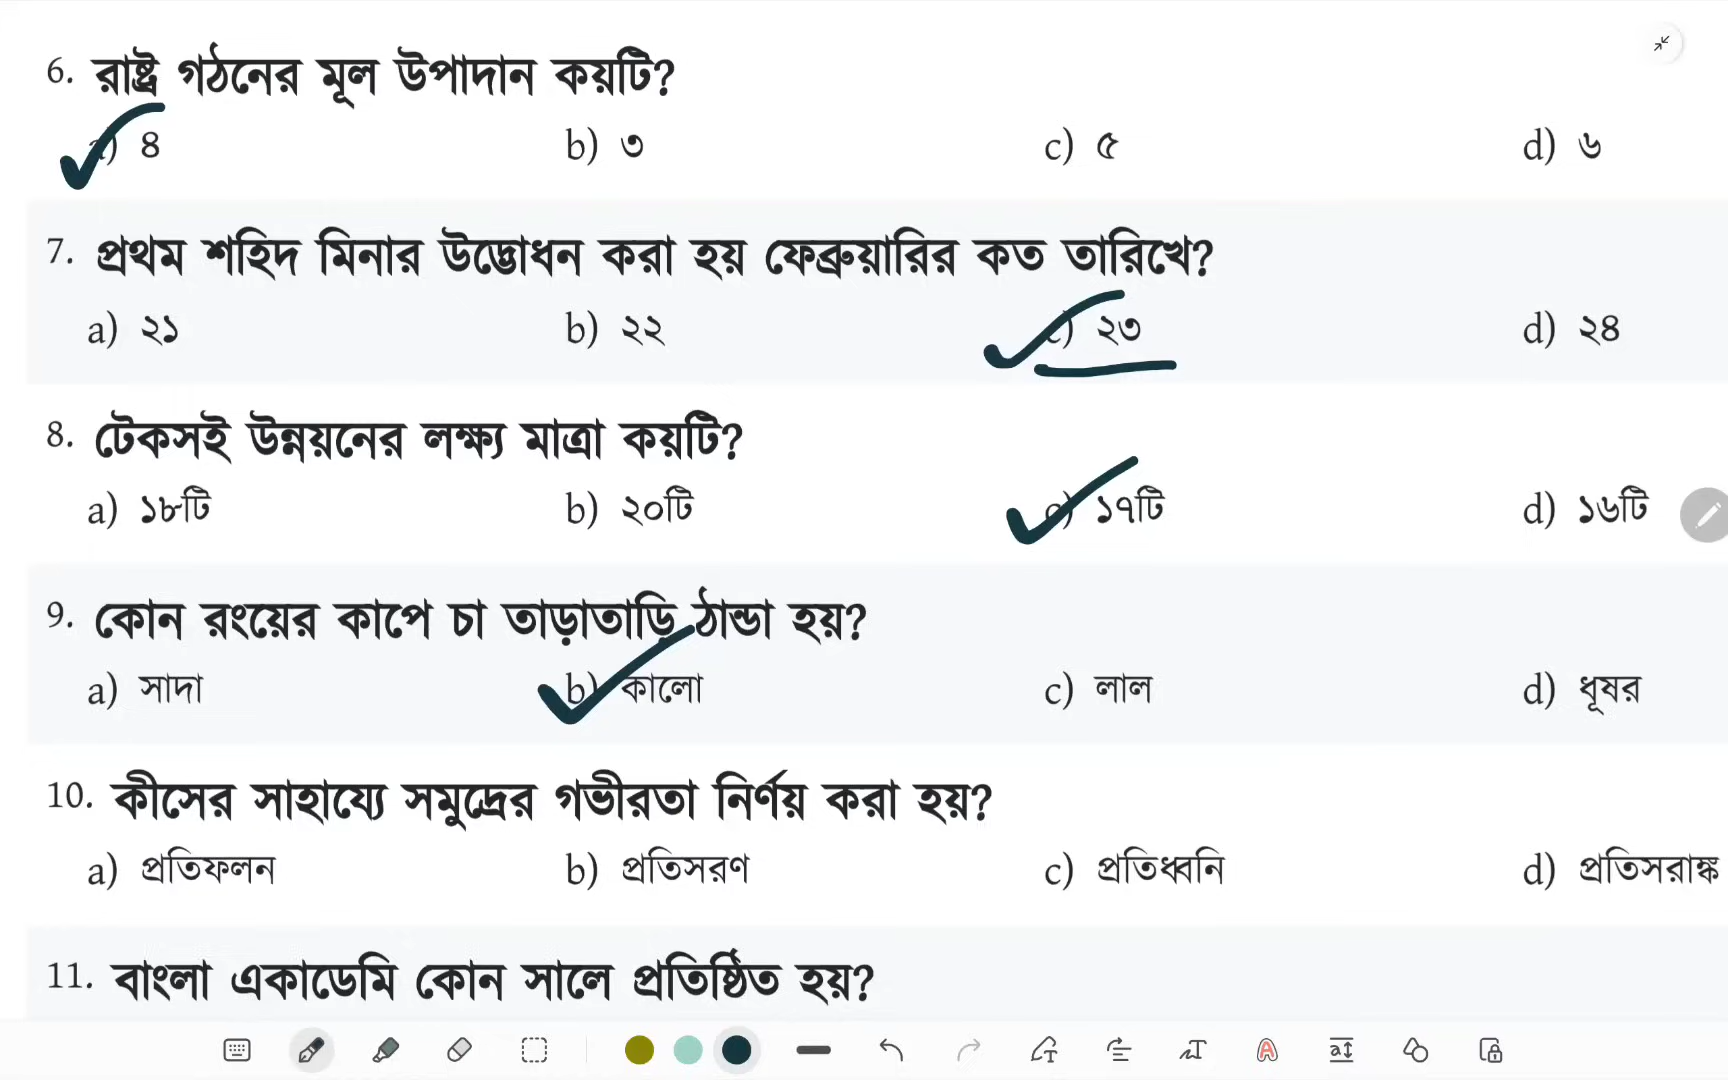 6. রাষ্ট্র গঠনের মূল উপাদান কয়টি?
a) ৪ b) ৩ c) ৫ d) ৬
7. প্রথম শহিদ মিনার উদ্ভোধন করা হয় ফেব্রুয়ারির কত তারিখে?
a) ২১ b) ২২ c) ২৩ d) ২৪
8. টেকসই উন্নয়নের লক্ষ্য মাত্রা কয়টি?
a) ১৮টি b) ২০টি c) ১৭টি d) ১৬টি
9. কোন রংয়ের কাপে চা তাড়াতাড়ি ঠান্ডা হয়?
a) সাদা b) কালো c) লাল d) ধূষর
10. কীসের সাহায্যে সমুদ্রের গভীরতা নির্ণয় করা হয়?
a) প্রতিফলন b) প্রতিসরণ c) প্রতিধ্বনি d) প্রতিসরাঙ্ক
11. বাংলা একাডেমি কোন সালে প্রতিষ্ঠিত হয়?